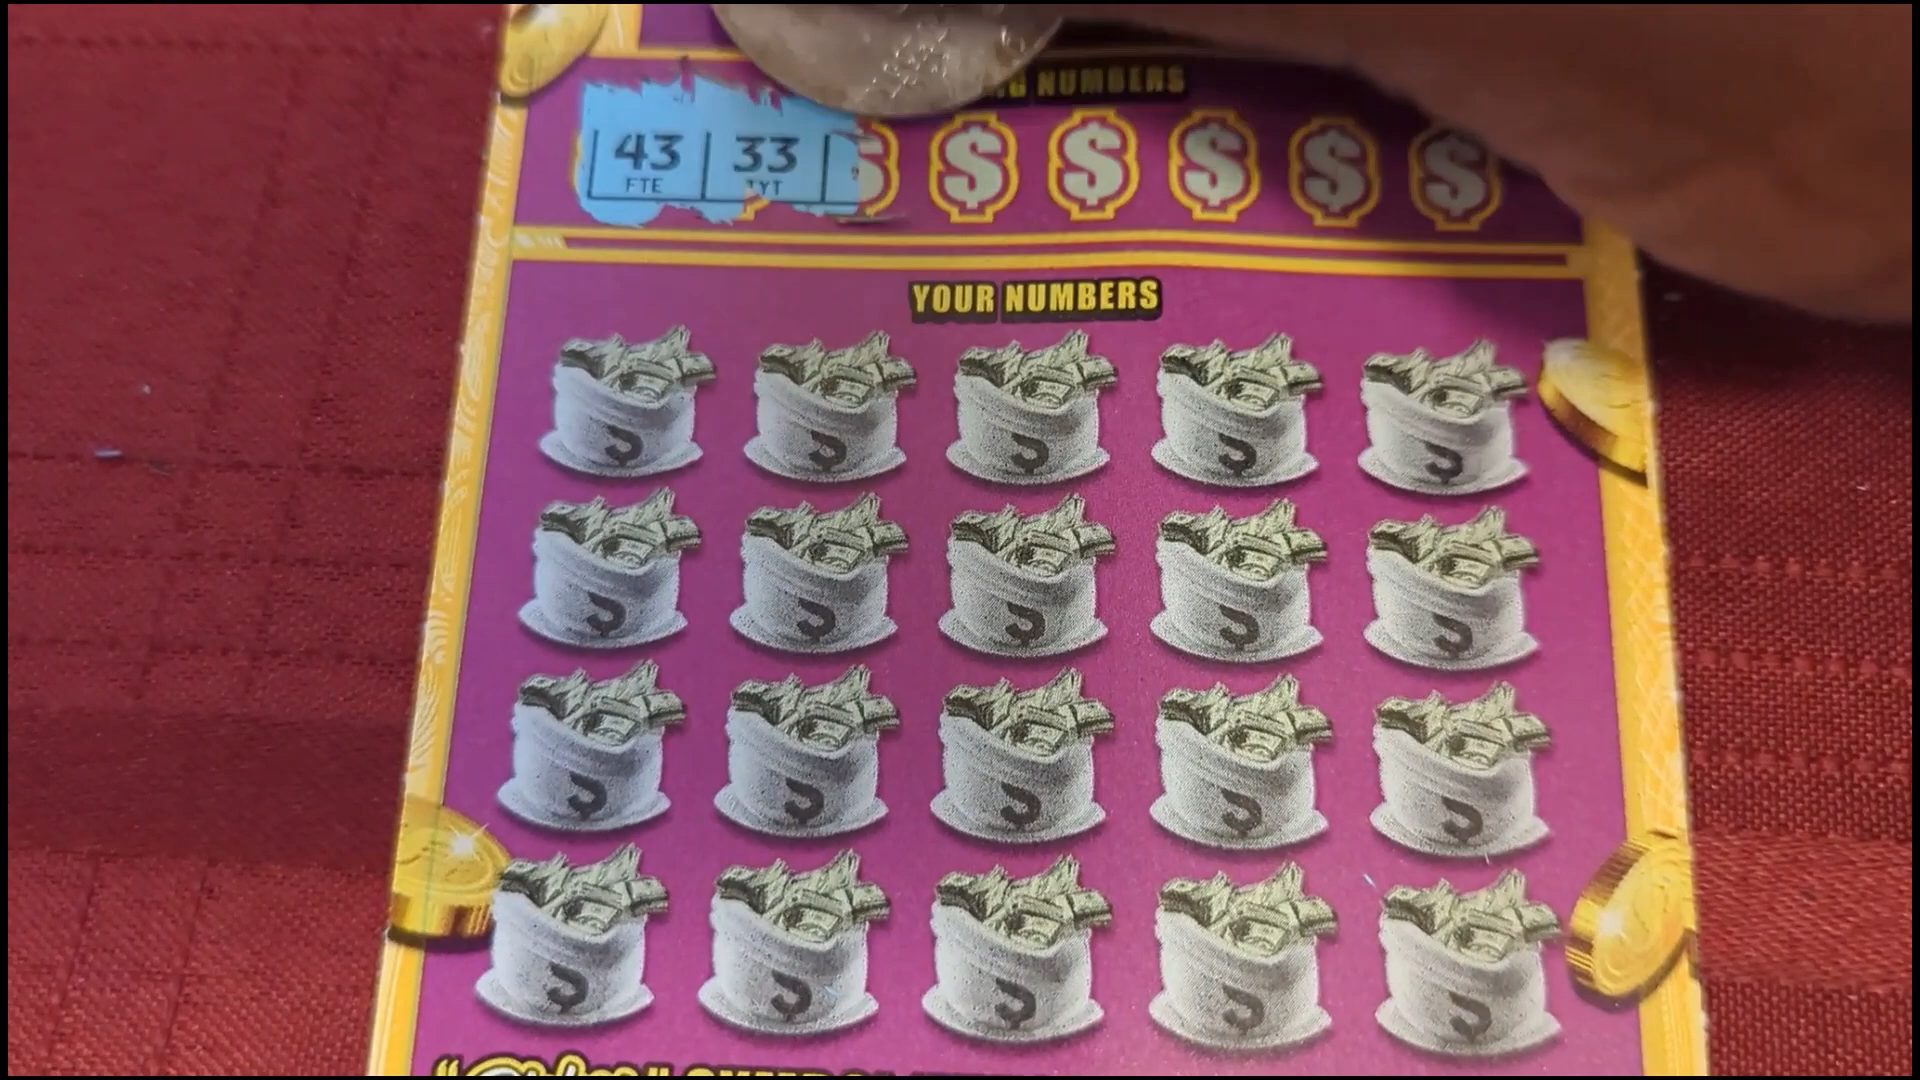 NUMBERS
43 33
FTE TYT
$ $ $ $ $ $
YOUR NUMBERS